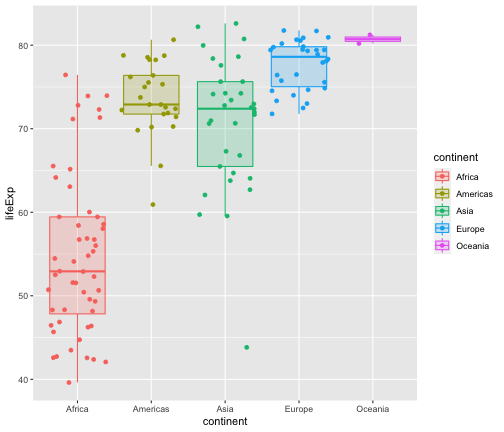 lifeExp
80
70
60
50
40
Africa Americas Asia Europe Oceania
continent
continent
Africa
Americas
Asia
Europe
Oceania